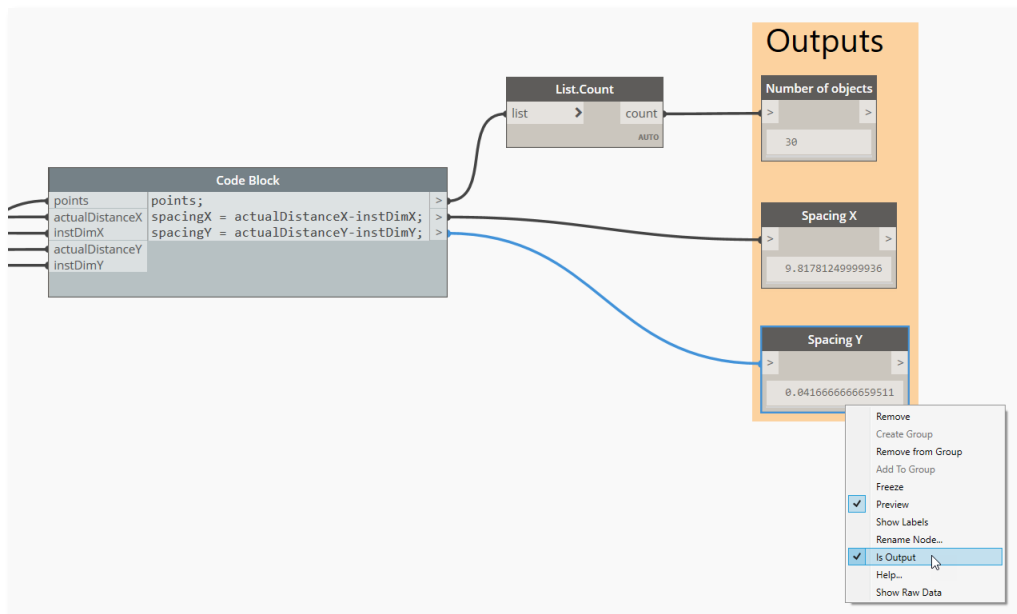 Outputs
List.Count
list > count
AUTO
Number of objects
> >
30
Code Block
points points; >
actualDistanceX spacingX = actualDistanceX-instDimX; >
instDimX spacingY = actualDistanceY-instDimY; >
actualDistanceY
instDimY
Spacing X
> >
9.81781249999936
Spacing Y
> >
0.0416666666659511
Remove
Create Group
Remove from Group
Add To Group
Freeze
Preview
Show Labels
Rename Node...
Is Output
Help...
Show Raw Data